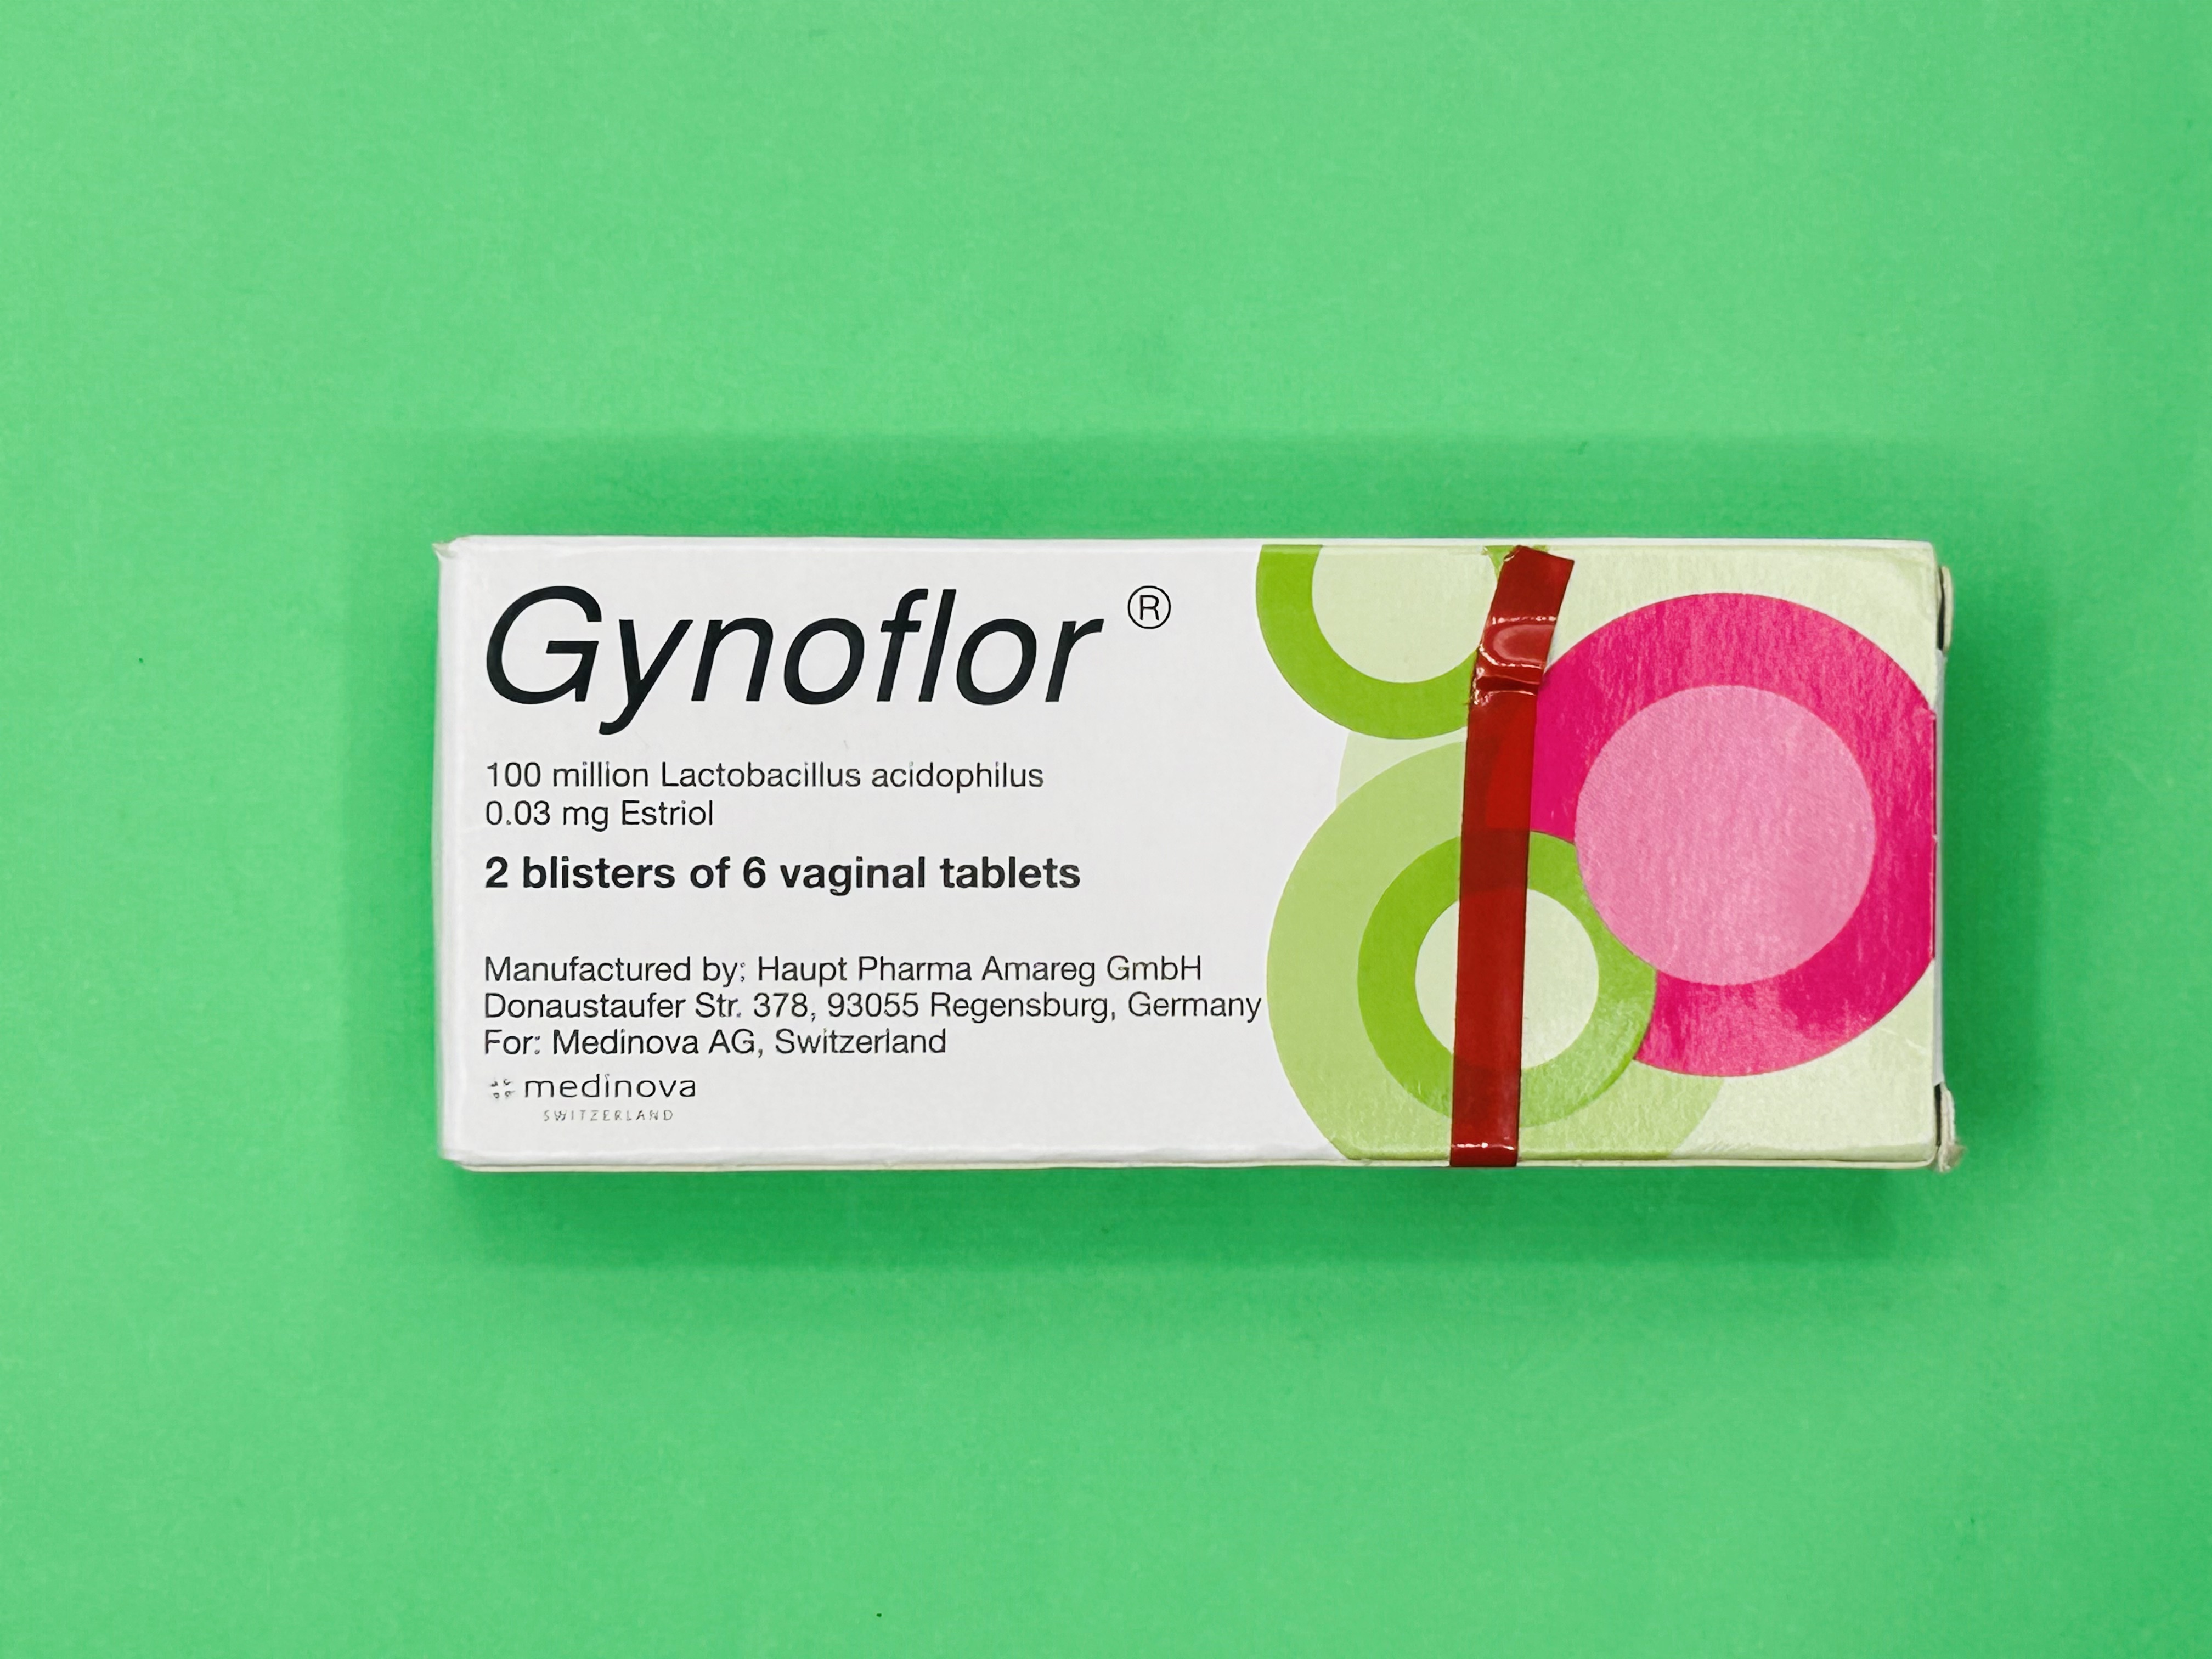 Gynoflor ®
100 million Lactobacillus acidophilus
0.03 mg Estriol
2 blisters of 6 vaginal tablets
Manufactured by: Haupt Pharma Amareg GmbH
Donaustaufer Str. 378, 93055 Regensburg, Germany
For: Medinova AG, Switzerland
medinova
SWITZERLAND